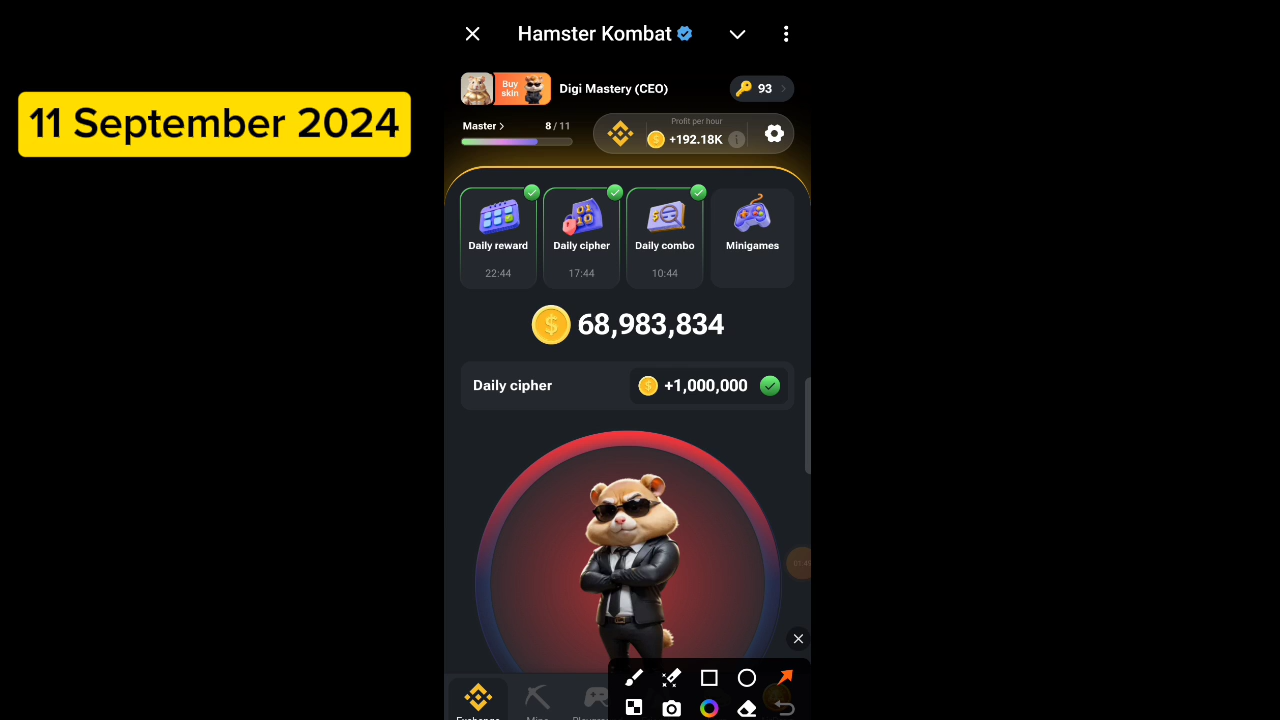 11 September 2024
Hamster Kombat
Buy
skin
Digi Mastery (CEO)
93
Master
8 / 11
Profit per hour
+192.18K
Daily reward
22:44
Daily cipher
17:44
Daily combo
10:44
Minigames
68,983,834
Daily cipher
+1,000,000